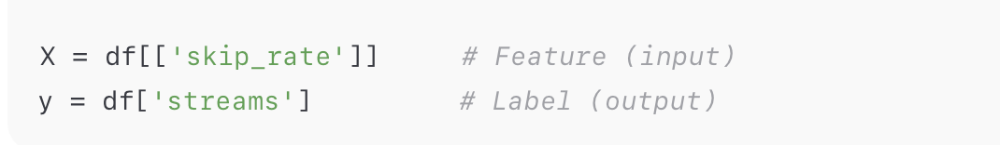 X = df[['skip_rate']]     # Feature (input)
y = df['streams']         # Label (output)